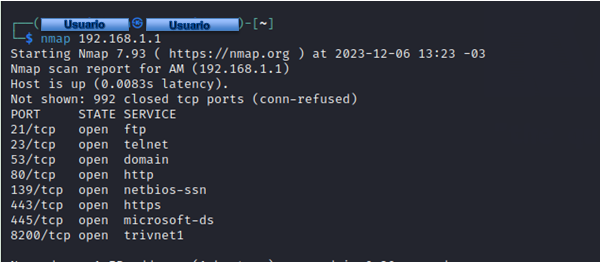 ┌──(Usuario㉿Usuario)-[~]
└─$ nmap 192.168.1.1
Starting Nmap 7.93 ( https://nmap.org ) at 2023-12-06 13:23 -03
Nmap scan report for AM (192.168.1.1)
Host is up (0.0083s latency).
Not shown: 992 closed tcp ports (conn-refused)
PORT     STATE SERVICE
21/tcp   open  ftp
23/tcp   open  telnet
53/tcp   open  domain
80/tcp   open  http
139/tcp  open  netbios-ssn
443/tcp  open  https
445/tcp  open  microsoft-ds
8200/tcp open  trivnet1